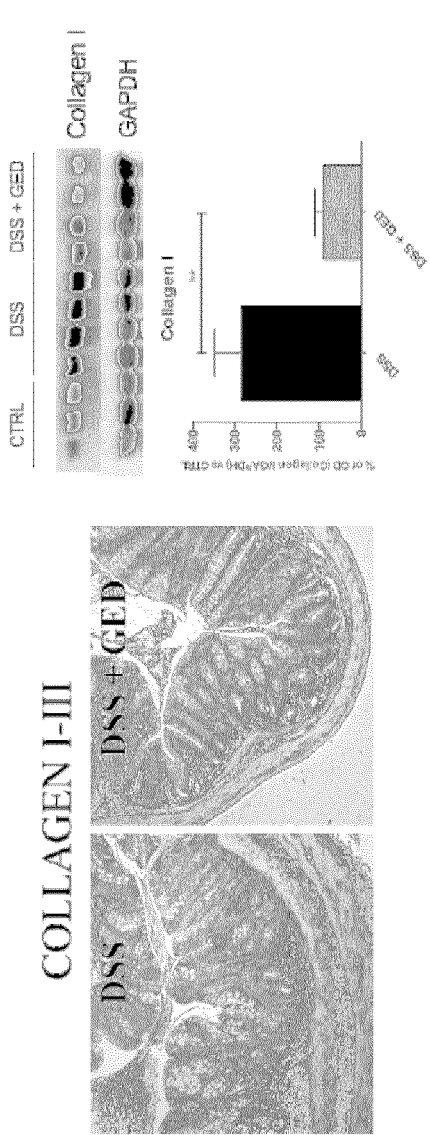 COLLAGEN I-III
DSS
DSS + GED
CTRL DSS DSS + GED
Collagen I
GAPDH
Collagen I
400
300
200
100
0
DSS
DSS + GED